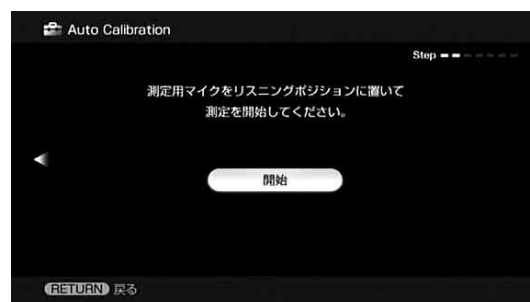 Auto Calibration
Step
測定用マイクをリスニングポジションに置いて
測定を開始してください。
開始
RETURN 戻る